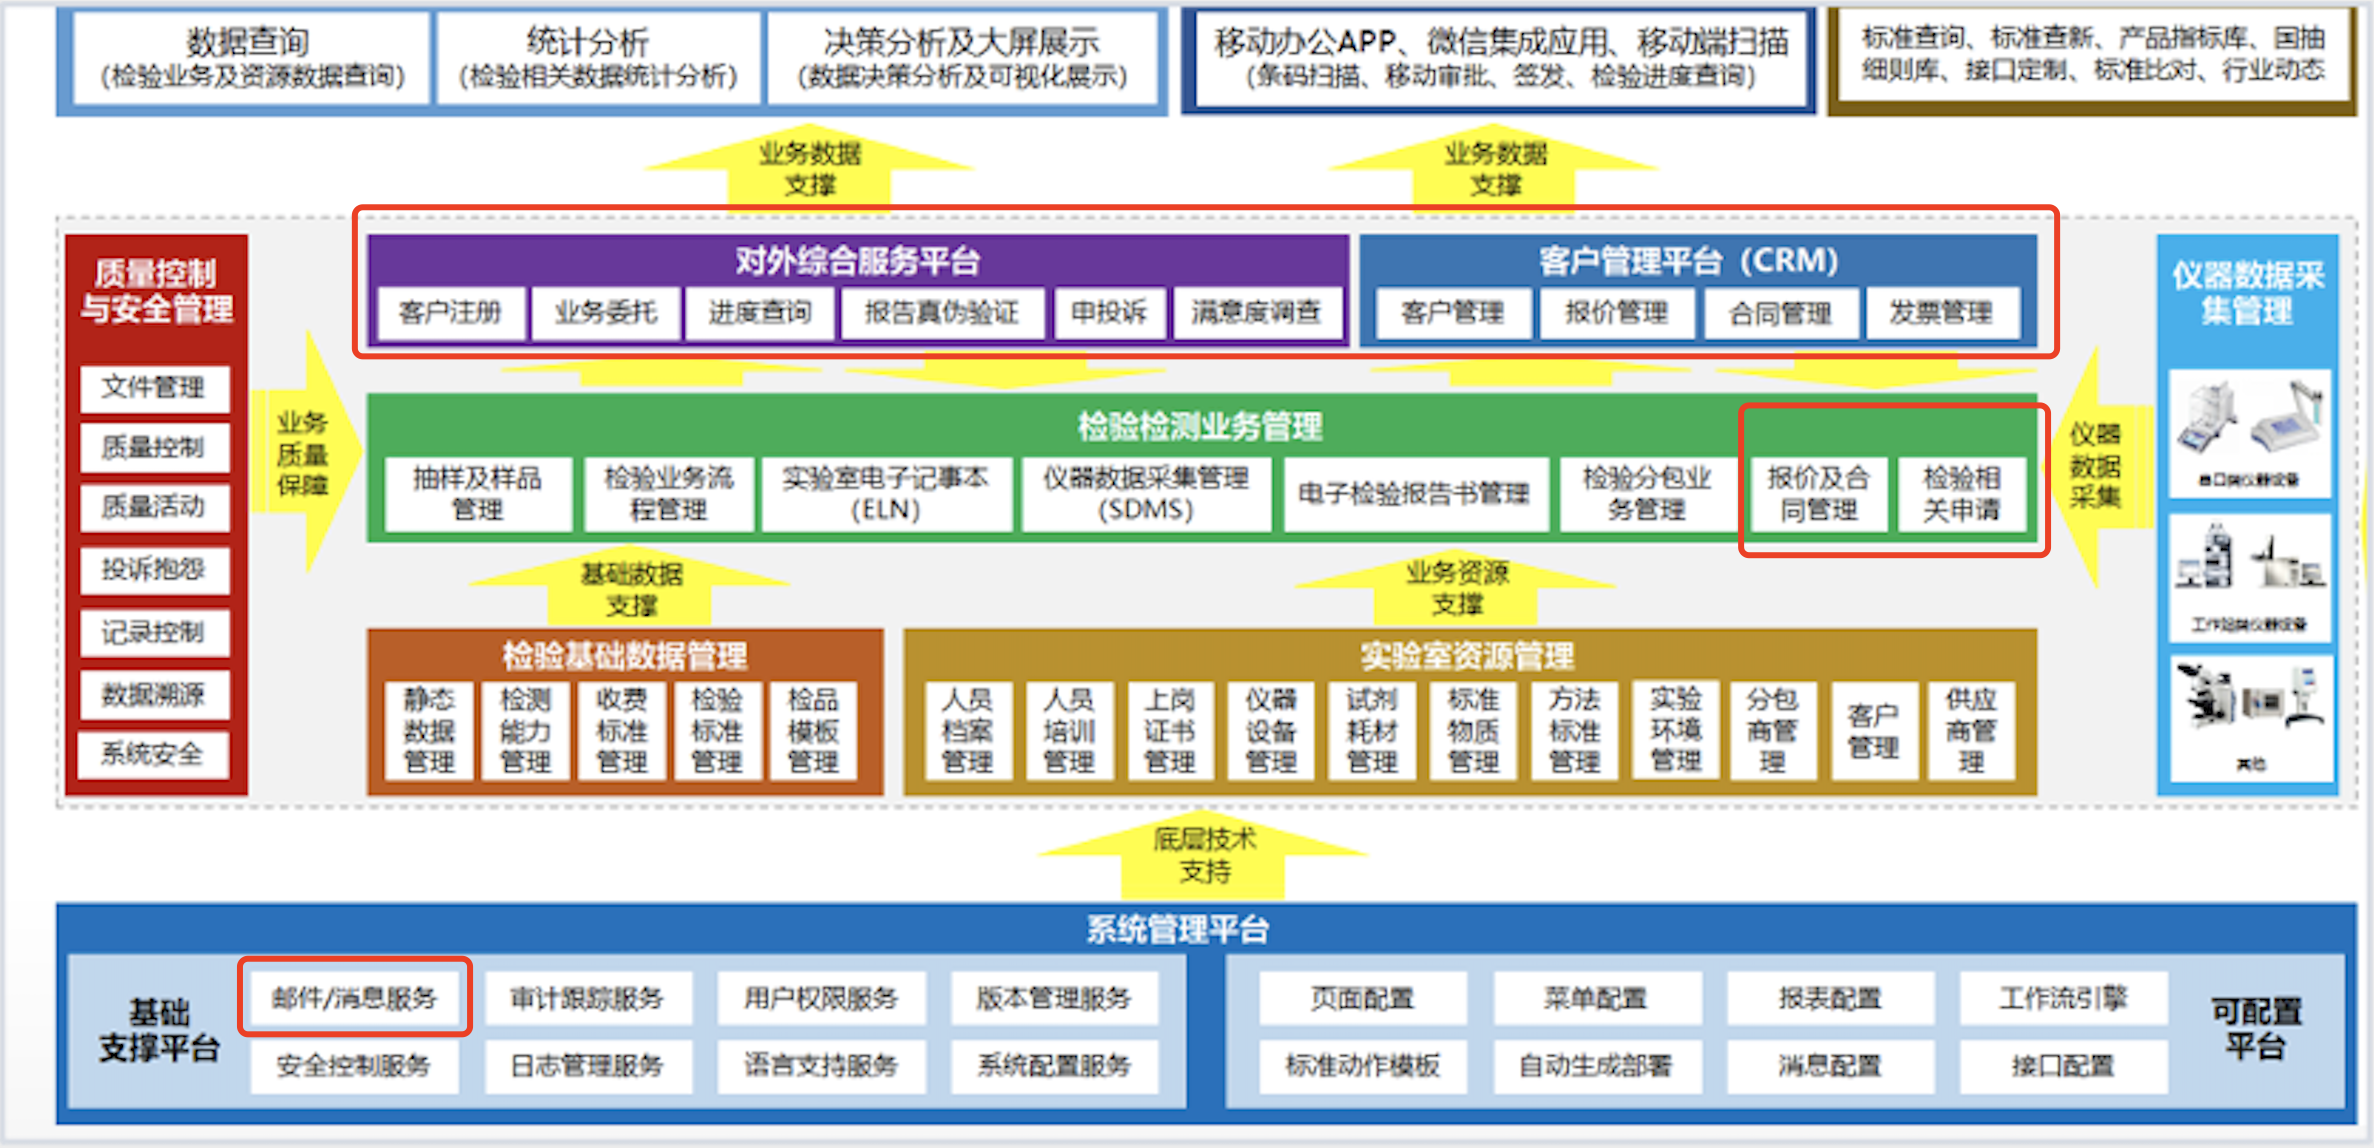 数据查询
(检验业务及资源数据查询)
统计分析
(检验相关数据统计分析)
决策分析及大屏展示
(数据决策分析及可视化展示)
移动办公APP、微信集成应用、移动端扫描
(条码扫描、移动审批、签发、检验进度查询)
标准查询、标准查新、产品指标库、国抽
细则库、接口定制、标准比对、行业动态
业务数据
支撑
业务数据
支撑
质量控制
与安全管理
文件管理
质量控制
质量活动
投诉抱怨
记录控制
数据溯源
系统安全
业务
质量
保障
对外综合服务平台
客户注册
业务委托
进度查询
报告真伪验证
申投诉
满意度调查
客户管理平台（CRM）
客户管理
报价管理
合同管理
发票管理
检验检测业务管理
抽样及样品
管理
检验业务流
程管理
实验室电子记事本
(ELN)
仪器数据采集管理
(SDMS)
电子检验报告书管理
检验分包业
务管理
报价及合
同管理
检验相
关申请
仪器
数据
采集
仪器数据采
集管理
串口类仪器设备
工作站类仪器设备
其他
基础数据
支撑
业务资源
支撑
检验基础数据管理
静态
数据
管理
检测
能力
管理
收费
标准
管理
检验
标准
管理
检品
模板
管理
实验室资源管理
人员
档案
管理
人员
培训
管理
上岗
证书
管理
仪器
设备
管理
试剂
耗材
管理
标准
物质
管理
方法
标准
管理
实验
环境
管理
分包
商管
理
客户
管理
供应
商管
理
底层技术
支持
系统管理平台
基础
支撑平台
邮件/消息服务
审计跟踪服务
用户权限服务
版本管理服务
安全控制服务
日志管理服务
语言支持服务
系统配置服务
页面配置
菜单配置
报表配置
工作流引擎
标准动作模板
自动生成部署
消息配置
接口配置
可配置
平台